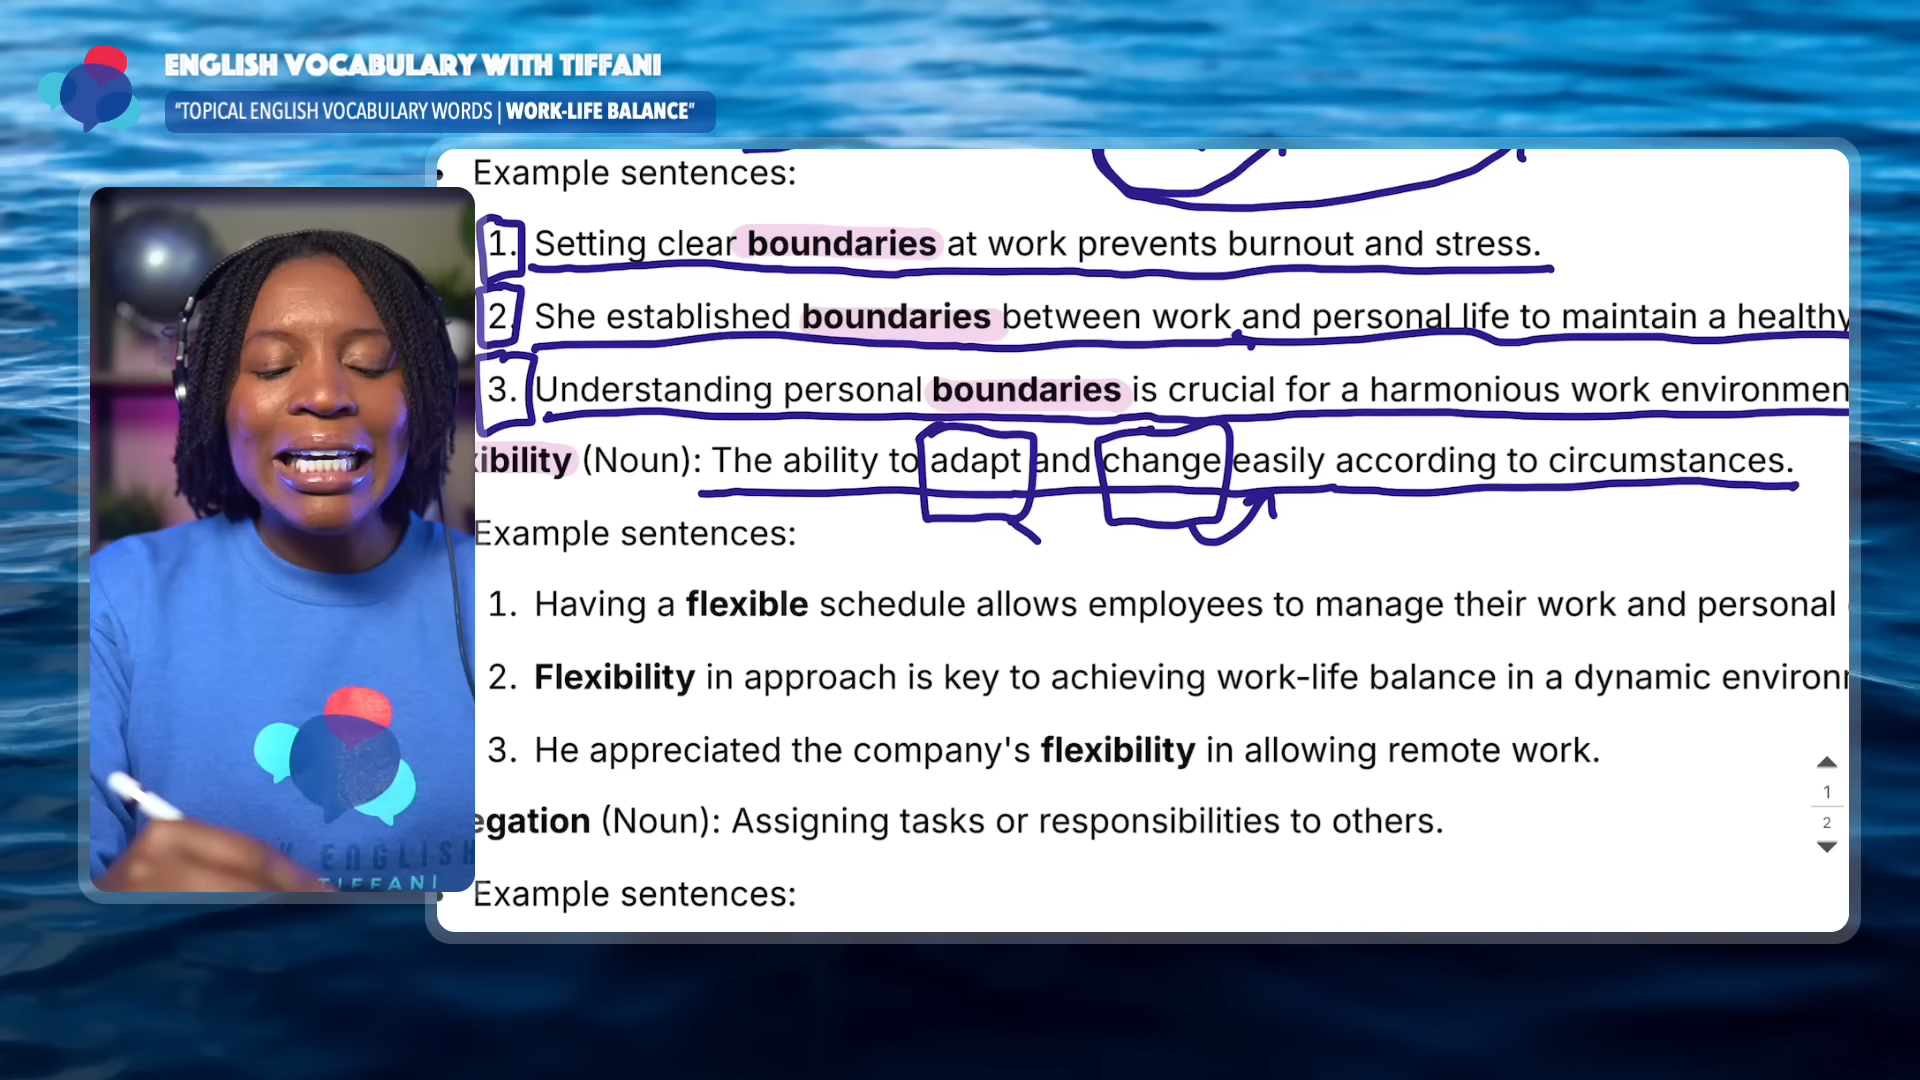 ENGLISH VOCABULARY WITH TIFFANI
"TOPICAL ENGLISH VOCABULARY WORDS | WORK-LIFE BALANCE"
Example sentences:
1. Setting clear boundaries at work prevents burnout and stress.
2. She established boundaries between work and personal life to maintain a healthy
3. Understanding personal boundaries is crucial for a harmonious work environmen
ibility (Noun): The ability to adapt and change easily according to circumstances.
Example sentences:
1. Having a flexible schedule allows employees to manage their work and personal
2. Flexibility in approach is key to achieving work-life balance in a dynamic environ
3. He appreciated the company's flexibility in allowing remote work.
egation (Noun): Assigning tasks or responsibilities to others.
Example sentences:
1
2
ENGLISH
TIFFANI